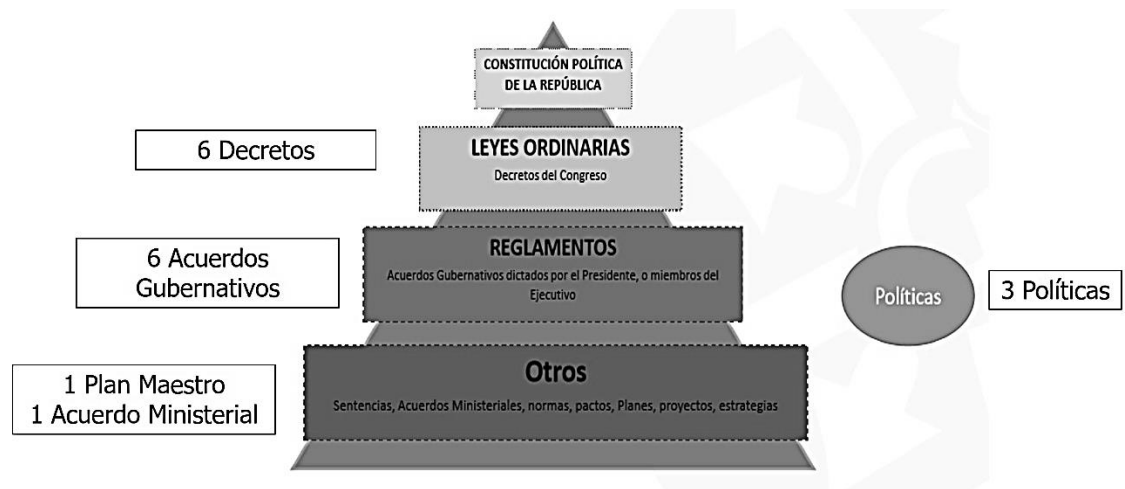 CONSTITUCIÓN POLÍTICA
DE LA REPÚBLICA
6 Decretos
LEYES ORDINARIAS
Decretos del Congreso
6 Acuerdos
Gubernativos
REGLAMENTOS
Acuerdos Gubernativos dictados por el Presidente, o miembros del
Ejecutivo
Políticas
3 Políticas
1 Plan Maestro
1 Acuerdo Ministerial
Otros
Sentencias, Acuerdos Ministeriales, normas, pactos, Planes, proyectos, estrategias